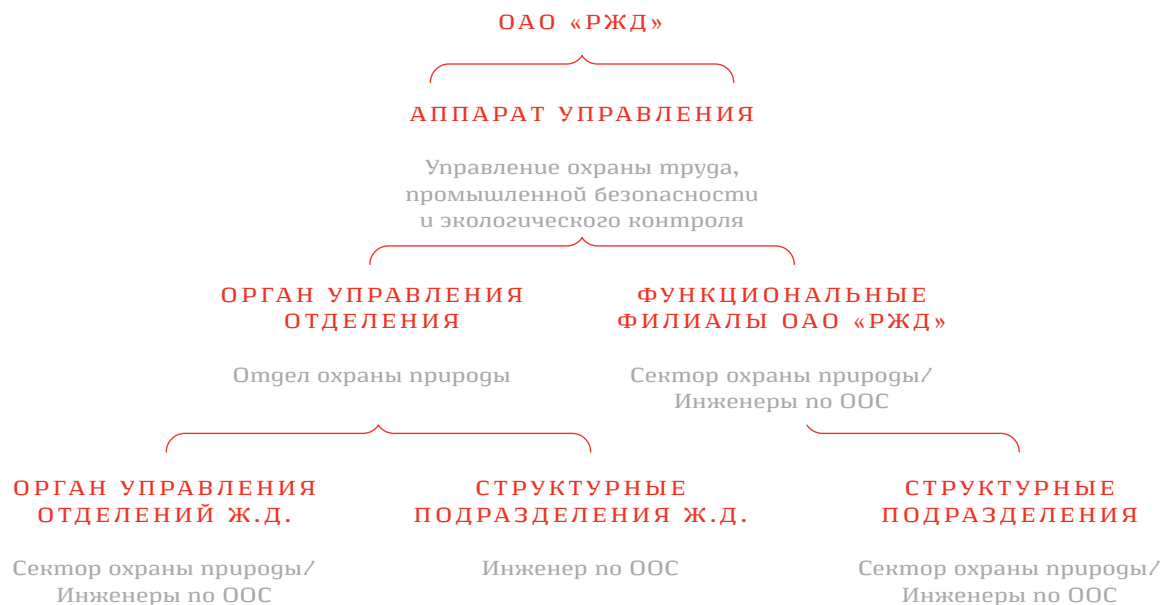 ОАО «РЖД»
АППАРАТ УПРАВЛЕНИЯ
Управление охраны труда,
промышленной безопасности
и экологического контроля
ОРГАН УПРАВЛЕНИЯ
ОТДЕЛЕНИЯ
Отдел охраны природы
ФУНКЦИОНАЛЬНЫЕ
ФИЛИАЛЫ ОАО «РЖД»
Сектор охраны природы/
Инженеры по ООС
ОРГАН УПРАВЛЕНИЯ
ОТДЕЛЕНИЙ Ж.Д.
Сектор охраны природы/
Инженеры по ООС
СТРУКТУРНЫЕ
ПОДРАЗДЕЛЕНИЯ Ж.Д.
Инженер по ООС
СТРУКТУРНЫЕ
ПОДРАЗДЕЛЕНИЯ
Сектор охраны природы/
Инженеры по ООС